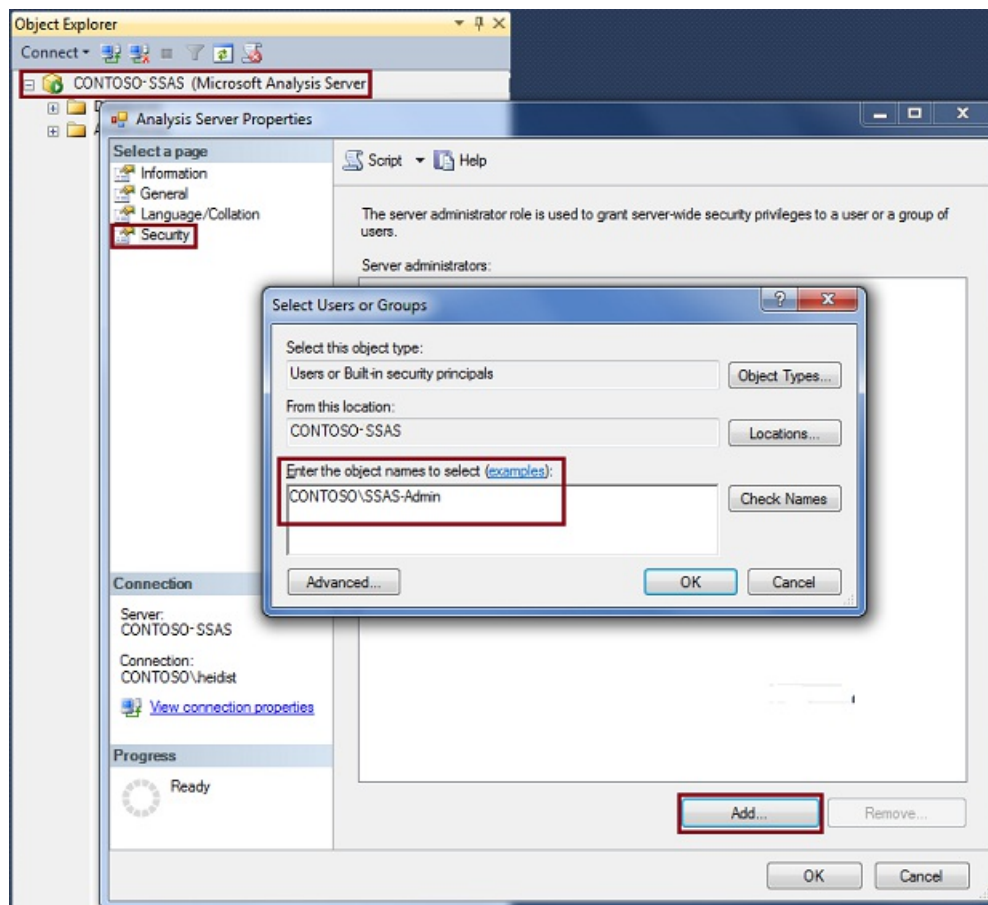 Object Explorer
Connect
CONTOSO-SSAS (Microsoft Analysis Server
Analysis Server Properties
Select a page
Information
General
Language/Collation
Security
Script
Help
The server administrator role is used to grant server-wide security privileges to a user or a group of
users.
Server administrators:
Select Users or Groups
Select this object type:
Users or Built-in security principals
Object Types...
From this location:
CONTOSO-SSAS
Locations...
Enter the object names to select (examples):
CONTOSO\SSAS-Admin
Check Names
Advanced...
OK
Cancel
Connection
Server:
CONTOSO-SSAS
Connection:
CONTOSO\heidist
View connection properties
Progress
Ready
Add...
Remove...
OK
Cancel